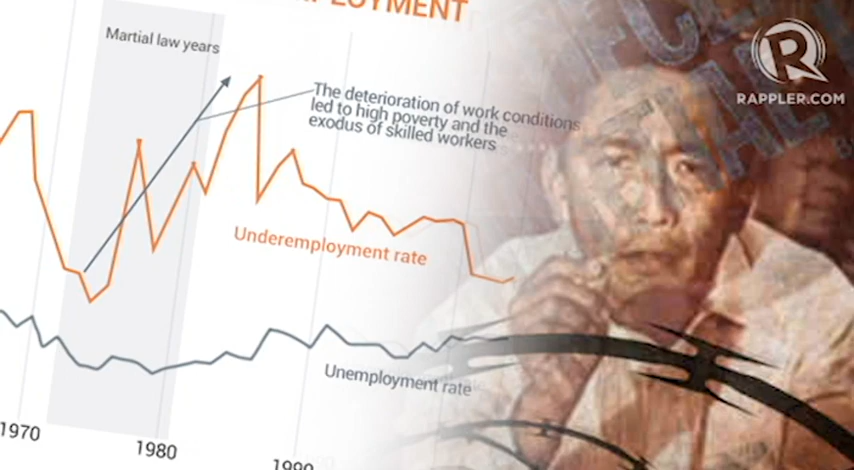 PLOYMENT
Martial law years
The deterioration of work conditions
led to high poverty and the
exodus of skilled workers
Underemployment rate
Unemployment rate
1970
1980
1990
R
RAPPLER.COM